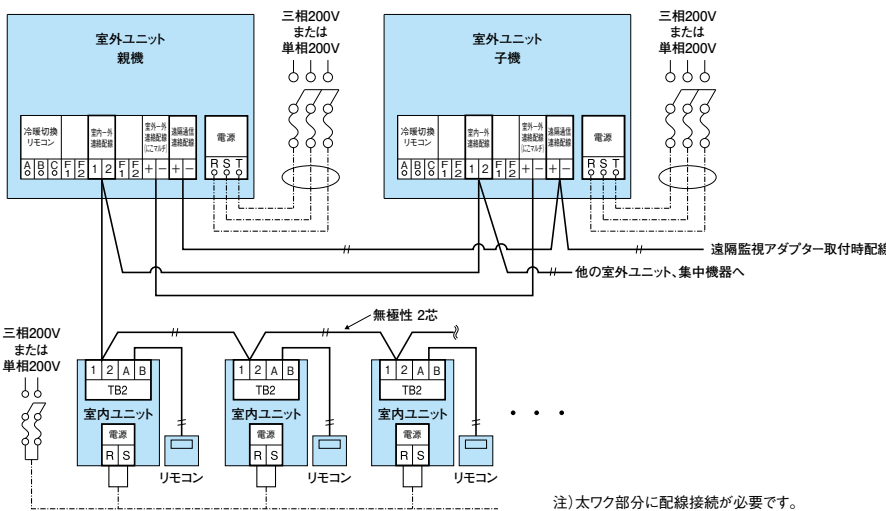 三相200V
または
単相200V
室外ユニット
親機
冷暖切換
リモコン
室内ー外
連絡配線
室外ー外
連絡配線
(にこマルチ)
遠隔通信
連絡配線
電源
A B C F1 F2 1 2 F1 F2 + − + −
R S T
三相200V
または
単相200V
室外ユニット
子機
冷暖切換
リモコン
室内ー外
連絡配線
室外ー外
連絡配線
(にこマルチ)
遠隔通信
連絡配線
電源
A B C F1 F2 1 2 F1 F2 + − + −
R S T
遠隔監視アダプター取付時配線
他の室外ユニット、集中機器へ
無極性 2芯
三相200V
または
単相200V
1 2 A B
TB2
室内ユニット
電源
R S
リモコン
1 2 A B
TB2
室内ユニット
電源
R S
リモコン
1 2 A B
TB2
室内ユニット
電源
R S
リモコン
・・・
注)太ワク部分に配線接続が必要です。